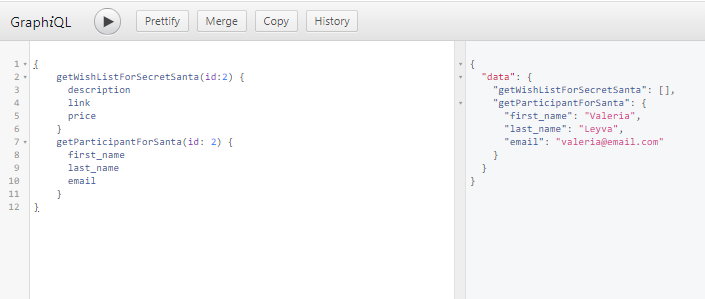 GraphiQL Prettify Merge Copy History
1 {
2 getWishListForSecretSanta(id:2) {
3 description
4 link
5 price
6 }
7 getParticipantForSanta(id: 2) {
8 first_name
9 last_name
10 email
11 }
12 }
{
"data": {
"getWishListForSecretSanta": [],
"getParticipantForSanta": {
"first_name": "Valeria",
"last_name": "Leyva",
"email": "valeria@email.com"
}
}
}